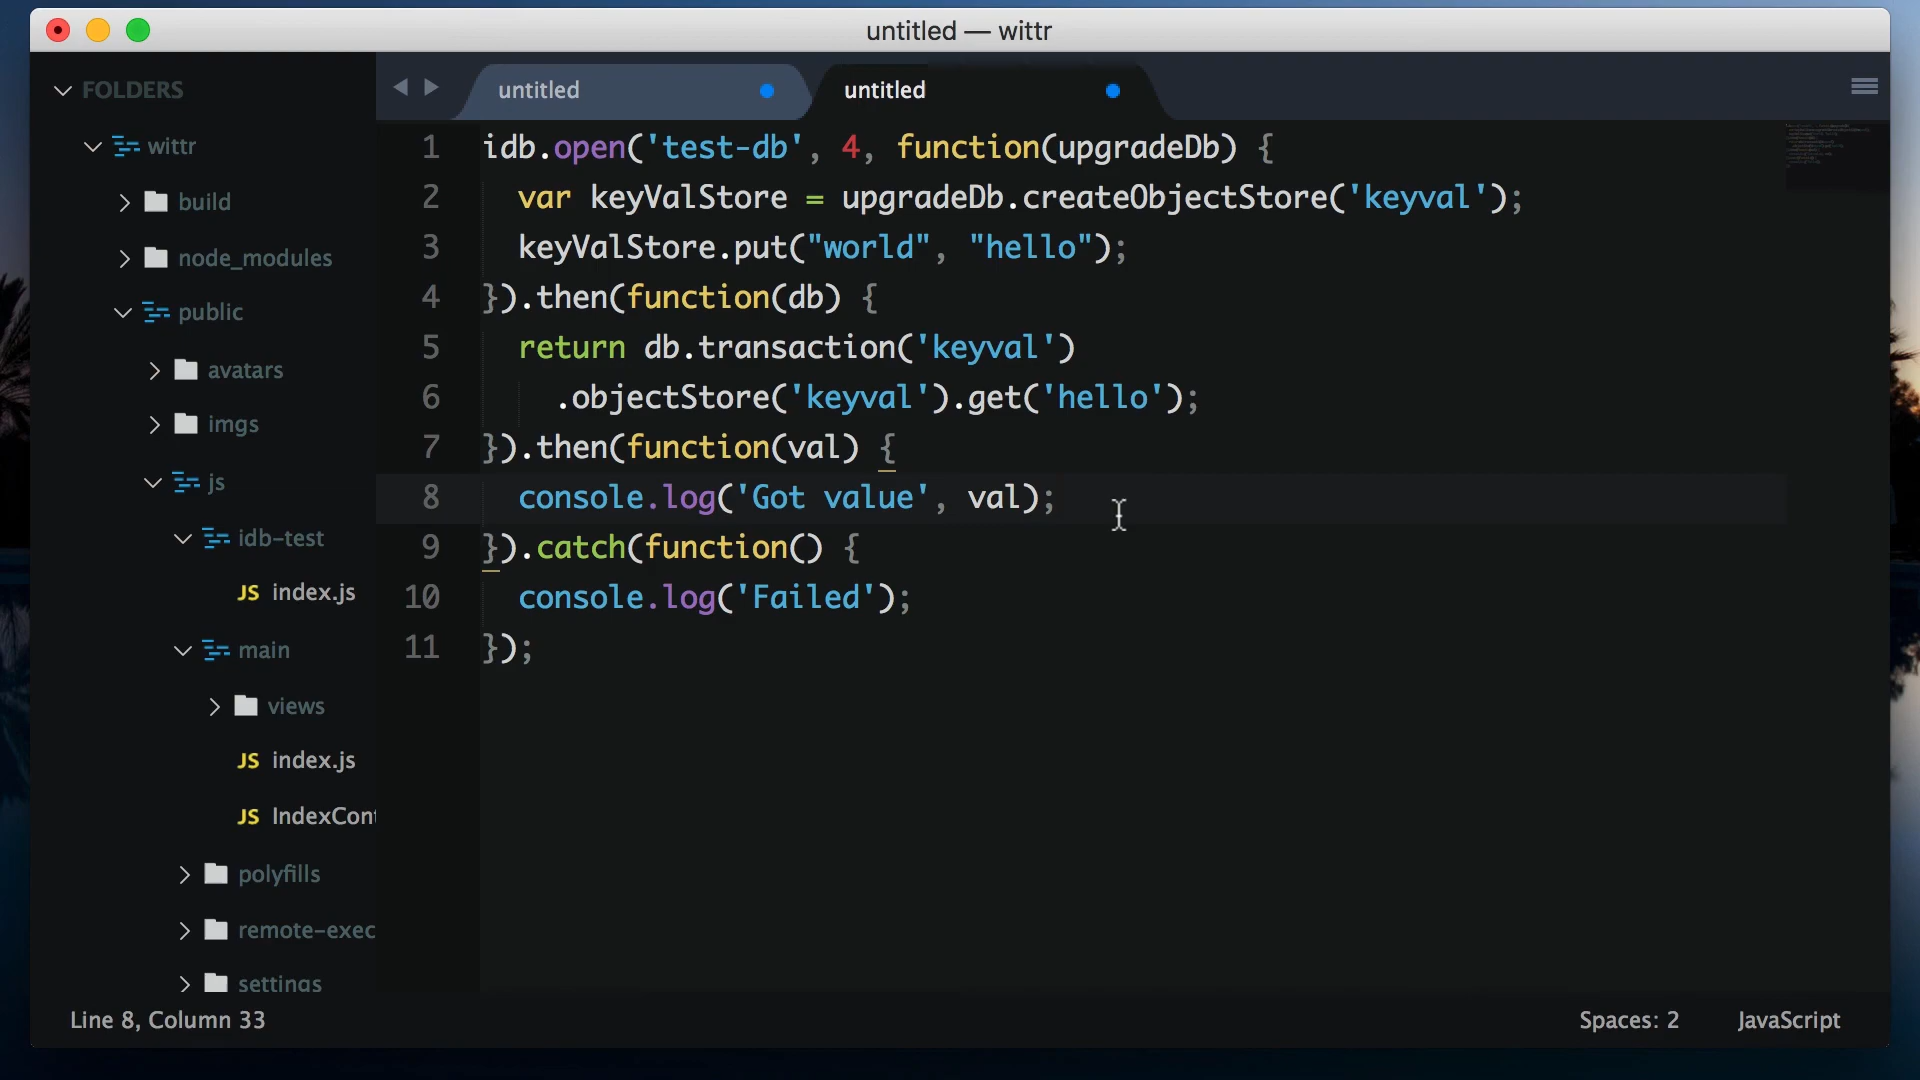 untitled — wittr
FOLDERS
wittr
build
node_modules
public
avatars
imgs
js
idb-test
JS index.js
main
views
JS index.js
JS IndexCont
polyfills
remote-exec
settings
untitled
untitled
1 idb.open('test-db', 4, function(upgradeDb) {
2 var keyValStore = upgradeDb.createObjectStore('keyval');
3 keyValStore.put("world", "hello");
4 }).then(function(db) {
5 return db.transaction('keyval')
6 .objectStore('keyval').get('hello');
7 }).then(function(val) {
8 console.log('Got value', val);
9 }).catch(function() {
10 console.log('Failed');
11 });
Line 8, Column 33
Spaces: 2
JavaScript